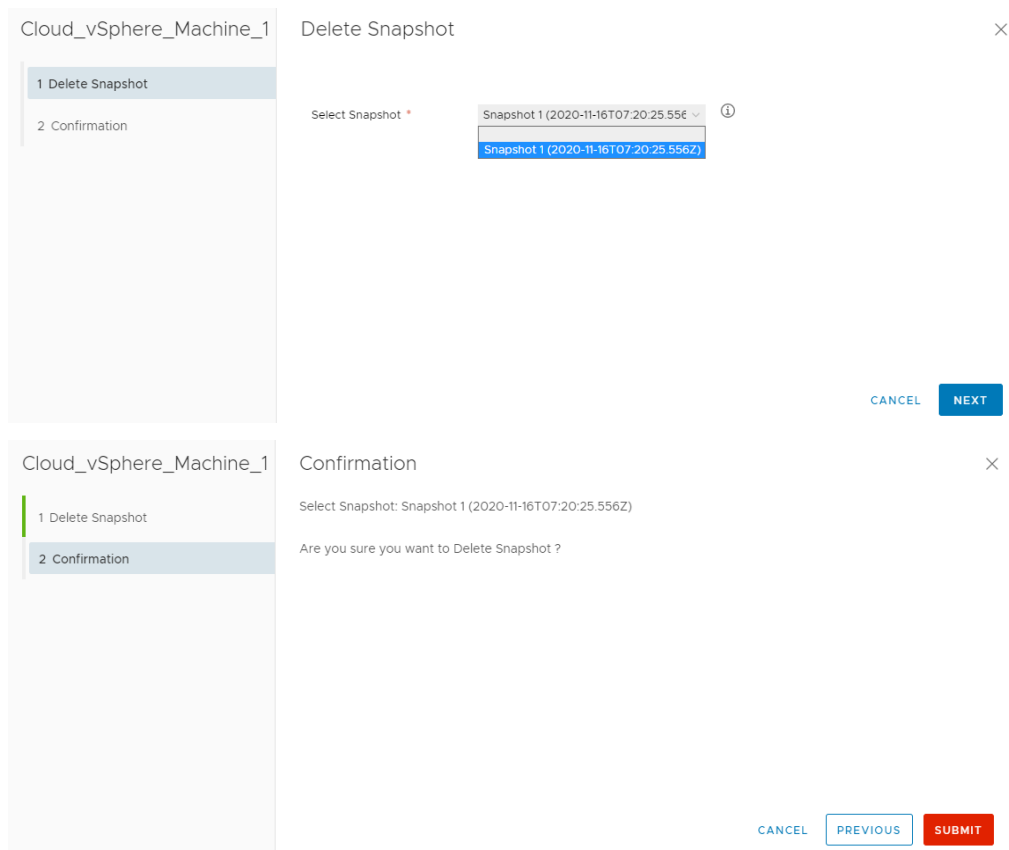 Cloud_vSphere_Machine_1
Delete Snapshot
1 Delete Snapshot
2 Confirmation
Select Snapshot *
Snapshot 1 (2020-11-16T07:20:25.556
Snapshot 1 (2020-11-16T07:20:25.556Z)
CANCEL
NEXT
Cloud_vSphere_Machine_1
Confirmation
1 Delete Snapshot
2 Confirmation
Select Snapshot: Snapshot 1 (2020-11-16T07:20:25.556Z)
Are you sure you want to Delete Snapshot ?
CANCEL
PREVIOUS
SUBMIT